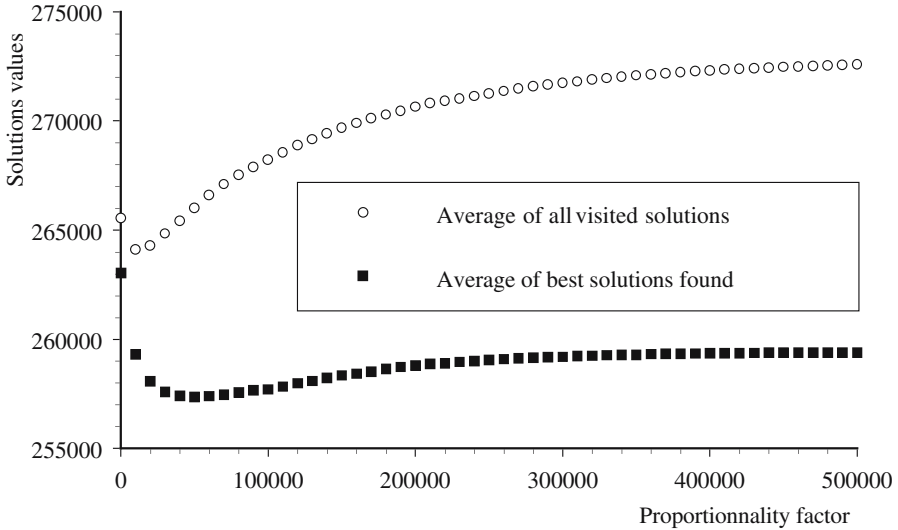 Solutions values
275000
270000
265000
260000
255000
Average of all visited solutions
Average of best solutions found
0 100000 200000 300000 400000 500000
Proportionnality factor